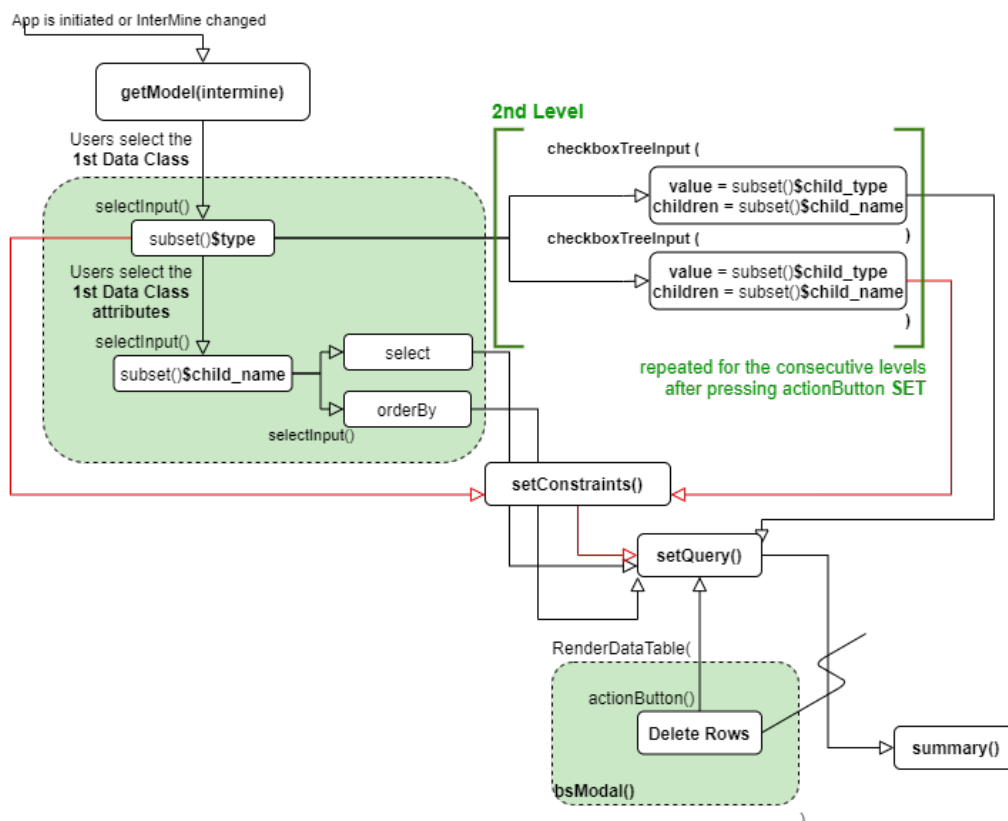 App is initiated or InterMine changed
getModel(intermine)
Users select the
1st Data Class
selectInput()
subset()$type
Users select the
1st Data Class
attributes
selectInput()
subset()$child_name
select
orderBy
selectInput()
2nd Level
checkboxTreeInput (
value = subset()$child_type
children = subset()$child_name
)
checkboxTreeInput (
value = subset()$child_type
children = subset()$child_name
)
repeated for the consecutive levels
after pressing actionButton SET
setConstraints()
setQuery()
RenderDataTable(
actionButton()
Delete Rows
bsModal()
)
summary()